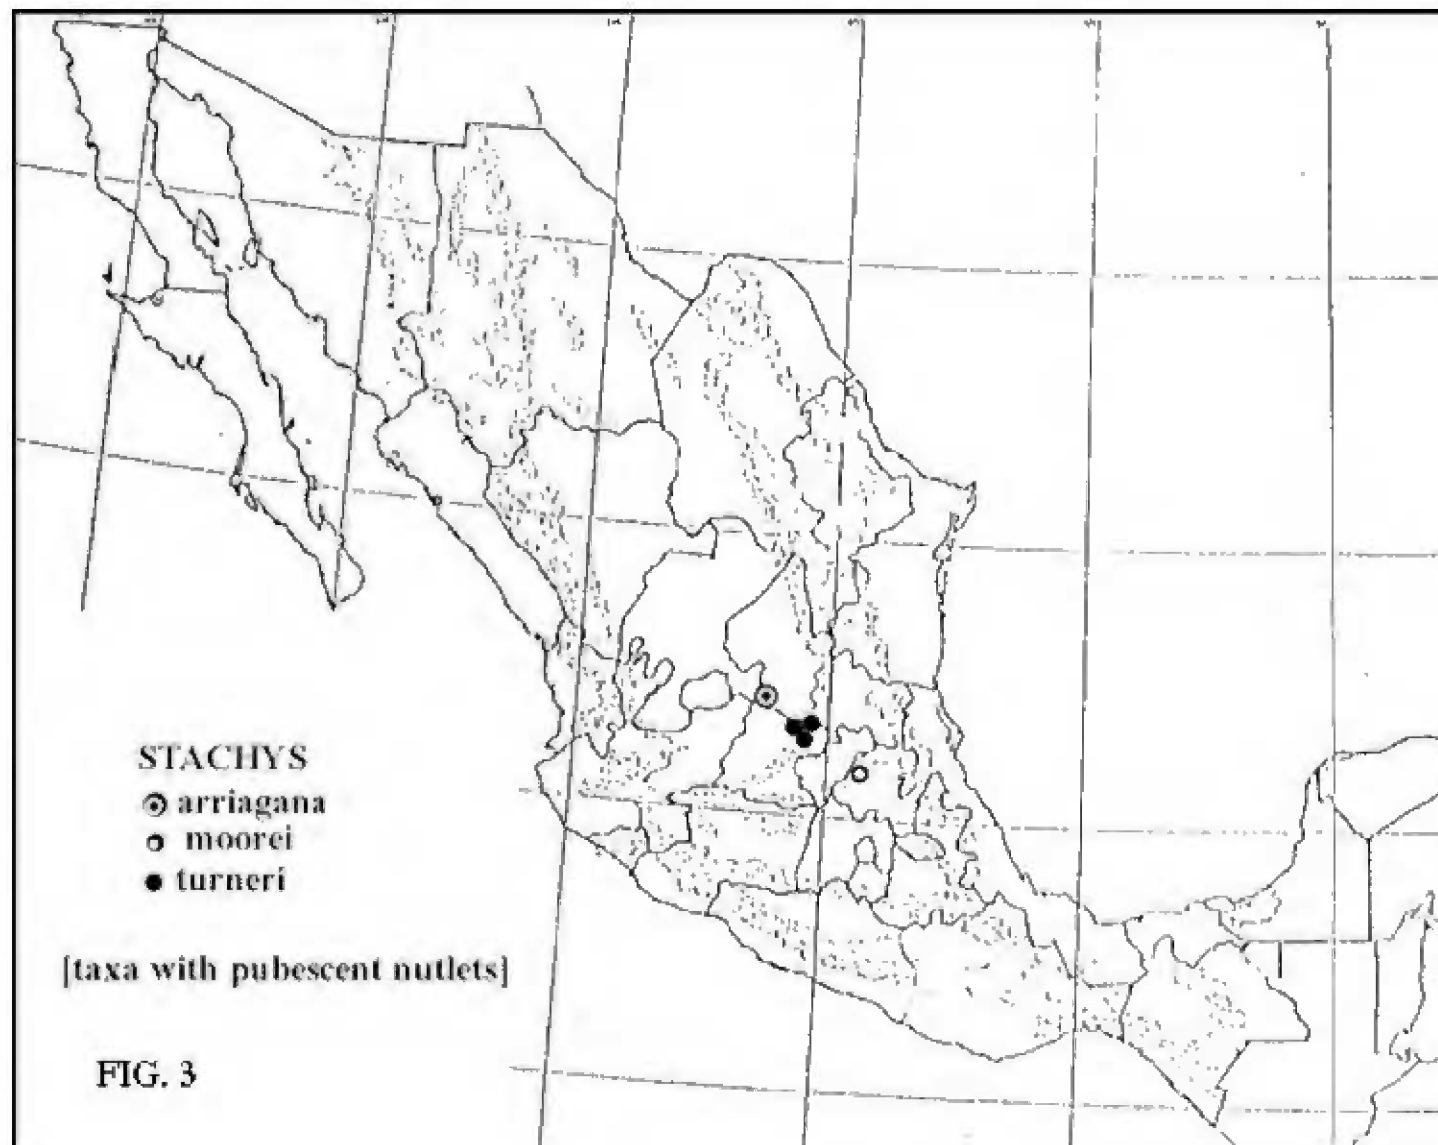 STACHYS
arriagana
moorei
turneri
[taxa with pubescent nutlets]
FIG. 3